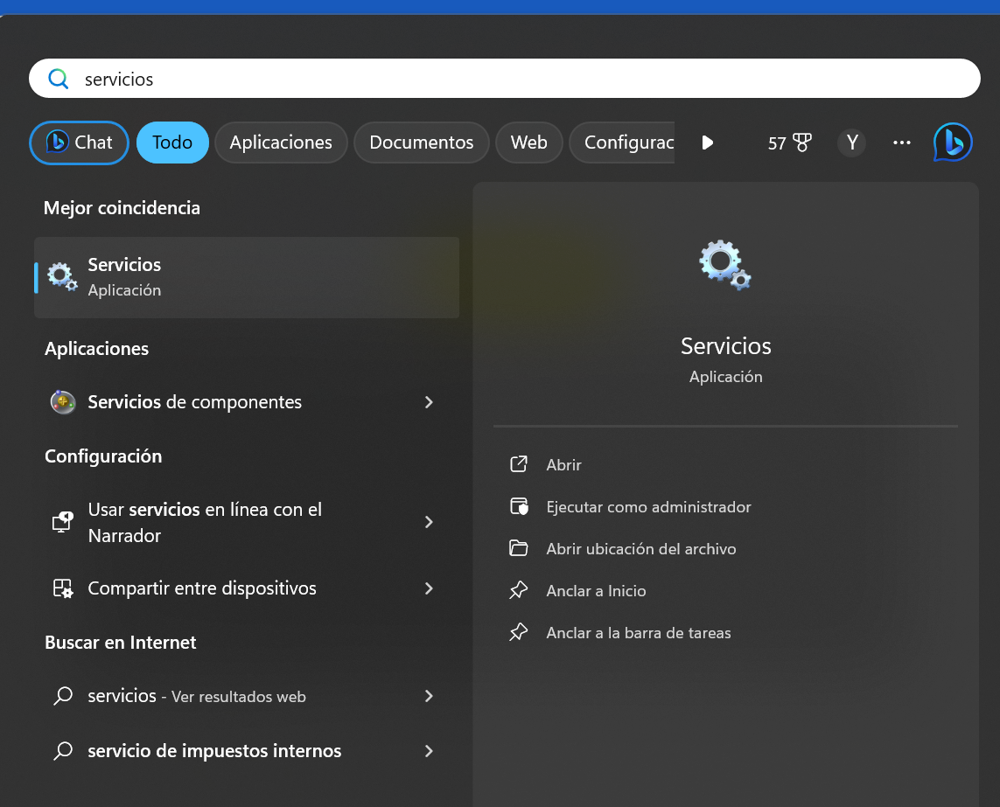 servicios
Chat
Todo
Aplicaciones
Documentos
Web
Configurac
57
Y
Mejor coincidencia
Servicios
Aplicación
Aplicaciones
Servicios de componentes
Configuración
Usar servicios en línea con el
Narrador
Compartir entre dispositivos
Buscar en Internet
servicios - Ver resultados web
servicio de impuestos internos
Servicios
Aplicación
Abrir
Ejecutar como administrador
Abrir ubicación del archivo
Anclar a Inicio
Anclar a la barra de tareas